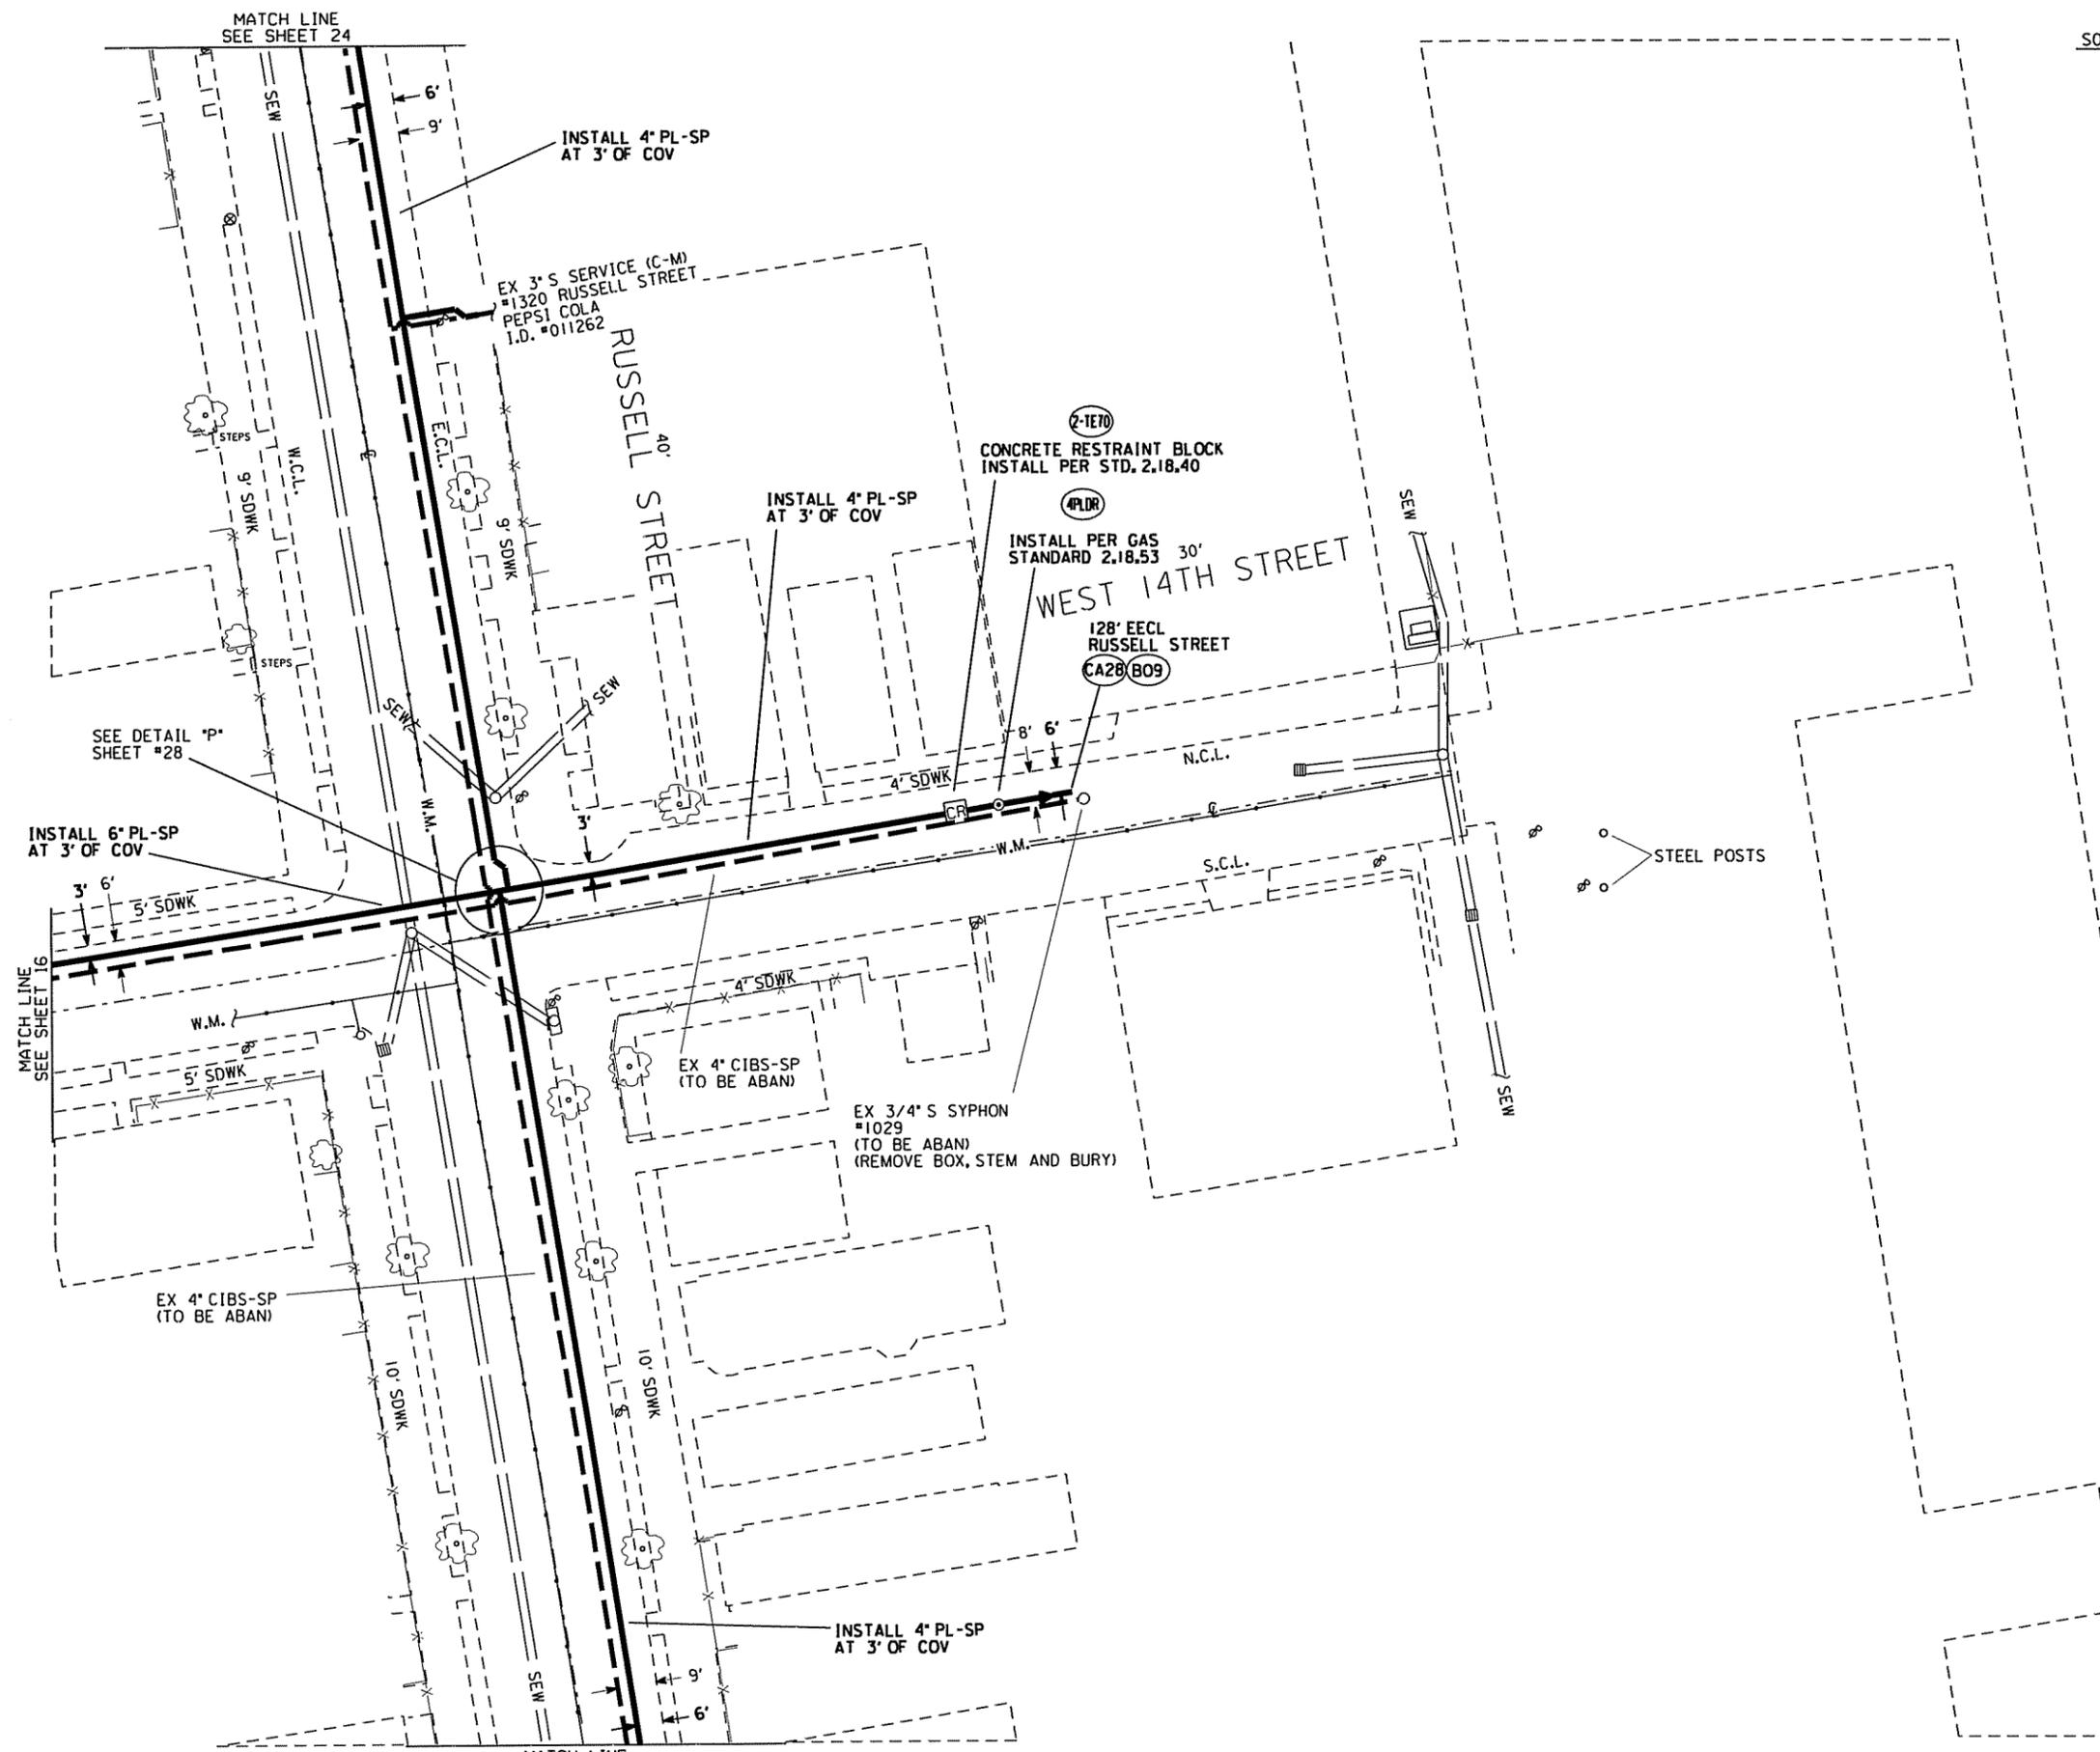 MATCH LINE
SEE SHEET 24
SO
SEW
6'
9'
INSTALL 4" PL-SP
AT 3' OF COV
EX 3" S SERVICE (C-M)
#1320 RUSSELL STREET
PEPSI COLA
I.D. #011262
RUSSELL STREET
40'
STEPS
W.C.L.
E.C.L.
9' SDWK
9' SDWK
2-TE70
CONCRETE RESTRAINT BLOCK
INSTALL PER STD. 2.18.40
INSTALL 4" PL-SP
AT 3' OF COV
4PLDR
INSTALL PER GAS
STANDARD 2.18.53
30'
WEST 14TH STREET
SEW
128' EECL
RUSSELL STREET
CA28 B09
STEPS
SEW
SEW
SEE DETAIL "P"
SHEET #28
8'
6'
N.C.L.
4' SDWK
W.M.
3'
CR
℄
℄
W.M.
INSTALL 6" PL-SP
AT 3' OF COV
3'
6'
5' SDWK
S.C.L.
STEEL POSTS
MATCH LINE
SEE SHEET 16
4' SDWK
W.M.
5' SDWK
EX 4" CIBS-SP
(TO BE ABAN)
EX 3/4" S SYPHON
#1029
(TO BE ABAN)
(REMOVE BOX, STEM AND BURY)
SEW
EX 4" CIBS-SP
(TO BE ABAN)
10' SDWK
10' SDWK
INSTALL 4" PL-SP
AT 3' OF COV
SEW
9'
6'
MATCH LINE